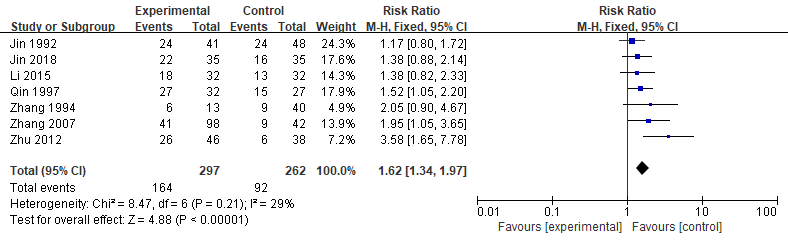 Experimental Control Risk Ratio Risk Ratio
Study or Subgroup Events Total Events Total Weight M-H, Fixed, 95% CI M-H, Fixed, 95% CI
Jin 1992 24 41 24 48 24.3% 1.17 [0.80, 1.72]
Jin 2018 22 35 16 35 17.6% 1.38 [0.88, 2.14]
Li 2015 18 32 13 32 14.3% 1.38 [0.82, 2.33]
Qin 1997 27 32 15 27 17.9% 1.52 [1.05, 2.20]
Zhang 1994 6 13 9 40 4.9% 2.05 [0.90, 4.67]
Zhang 2007 41 98 9 42 13.9% 1.95 [1.05, 3.65]
Zhu 2012 26 46 6 38 7.2% 3.58 [1.65, 7.78]
Total (95% CI) 297 262 100.0% 1.62 [1.34, 1.97]
Total events 164 92
Heterogeneity: Chi² = 8.47, df = 6 (P = 0.21); I² = 29%
Test for overall effect: Z = 4.88 (P < 0.00001)
0.01 0.1 1 10 100
Favours [experimental] Favours [control]